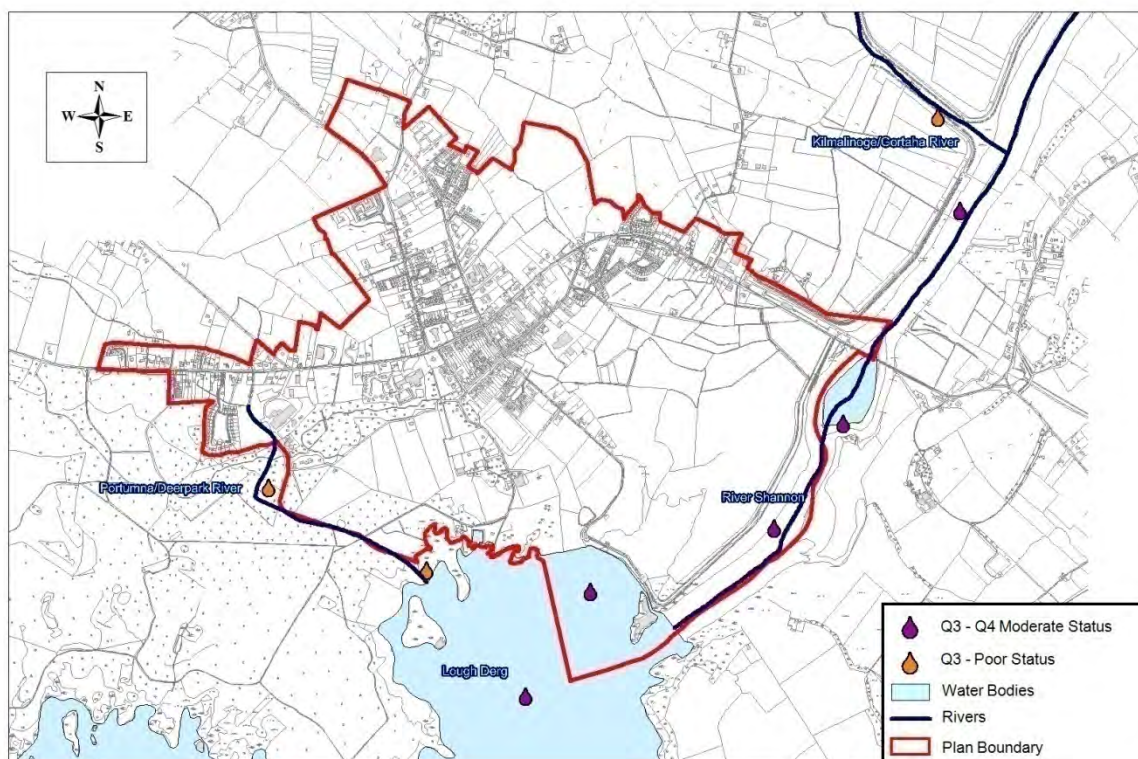 N
W E
S
Kilmalinoge/Gortaha River
Portumna/Deerpark River
River Shannon
Lough Derg
Q3 - Q4 Moderate Status
Q3 - Poor Status
Water Bodies
Rivers
Plan Boundary